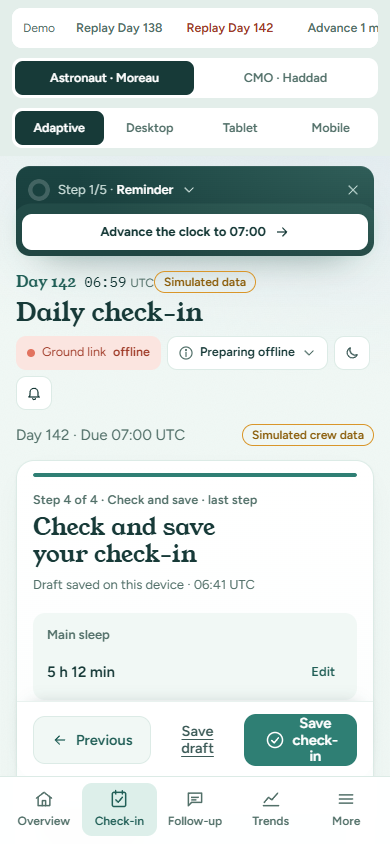 Demo Replay Day 138 Replay Day 142 Advance 1 m
Astronaut · Moreau CMO · Haddad
Adaptive Desktop Tablet Mobile
Step 1/5 · Reminder
Advance the clock to 07:00
Day 142 06:59 UTC Simulated data
Daily check-in
Ground link offline Preparing offline
Day 142 · Due 07:00 UTC Simulated crew data
Step 4 of 4 · Check and save · last step
Check and save
your check-in
Draft saved on this device · 06:41 UTC
Main sleep
5 h 12 min Edit
Previous
Save
draft
Save
check-
in
Overview Check-in Follow-up Trends More